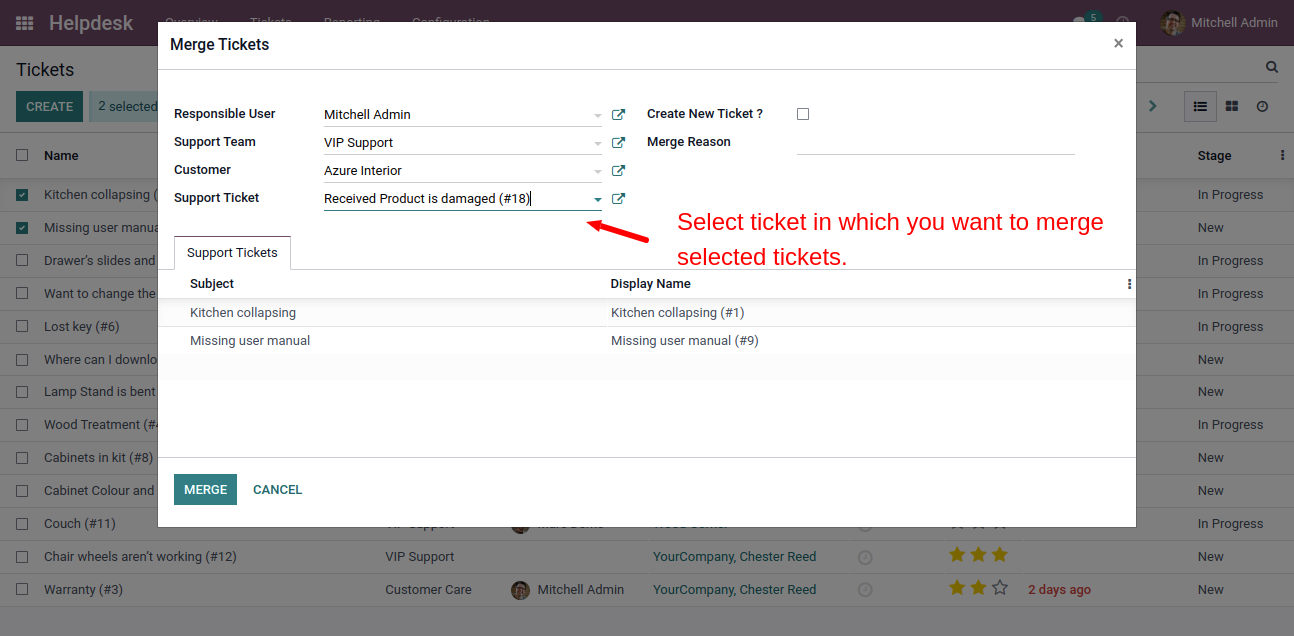 Helpdesk Overview Tickets Reporting Configuration 5 Mitchell Admin
Merge Tickets ×
Tickets
CREATE 2 selected
Responsible User Mitchell Admin Create New Ticket ?
Support Team VIP Support Merge Reason
Customer Azure Interior
Support Ticket Received Product is damaged (#18)
Select ticket in which you want to merge
selected tickets.
Support Tickets
Subject Display Name
Kitchen collapsing Kitchen collapsing (#1)
Missing user manual Missing user manual (#9)
MERGE CANCEL
Name Stage
Kitchen collapsing ( In Progress
Missing user manua New
Drawer's slides and In Progress
Want to change the In Progress
Lost key (#6) In Progress
Where can I downlo New
Lamp Stand is bent New
Wood Treatment (#4 In Progress
Cabinets in kit (#8) New
Cabinet Colour and New
Couch (#11) In Progress
Chair wheels aren't working (#12) VIP Support YourCompany, Chester Reed New
Warranty (#3) Customer Care Mitchell Admin YourCompany, Chester Reed 2 days ago New